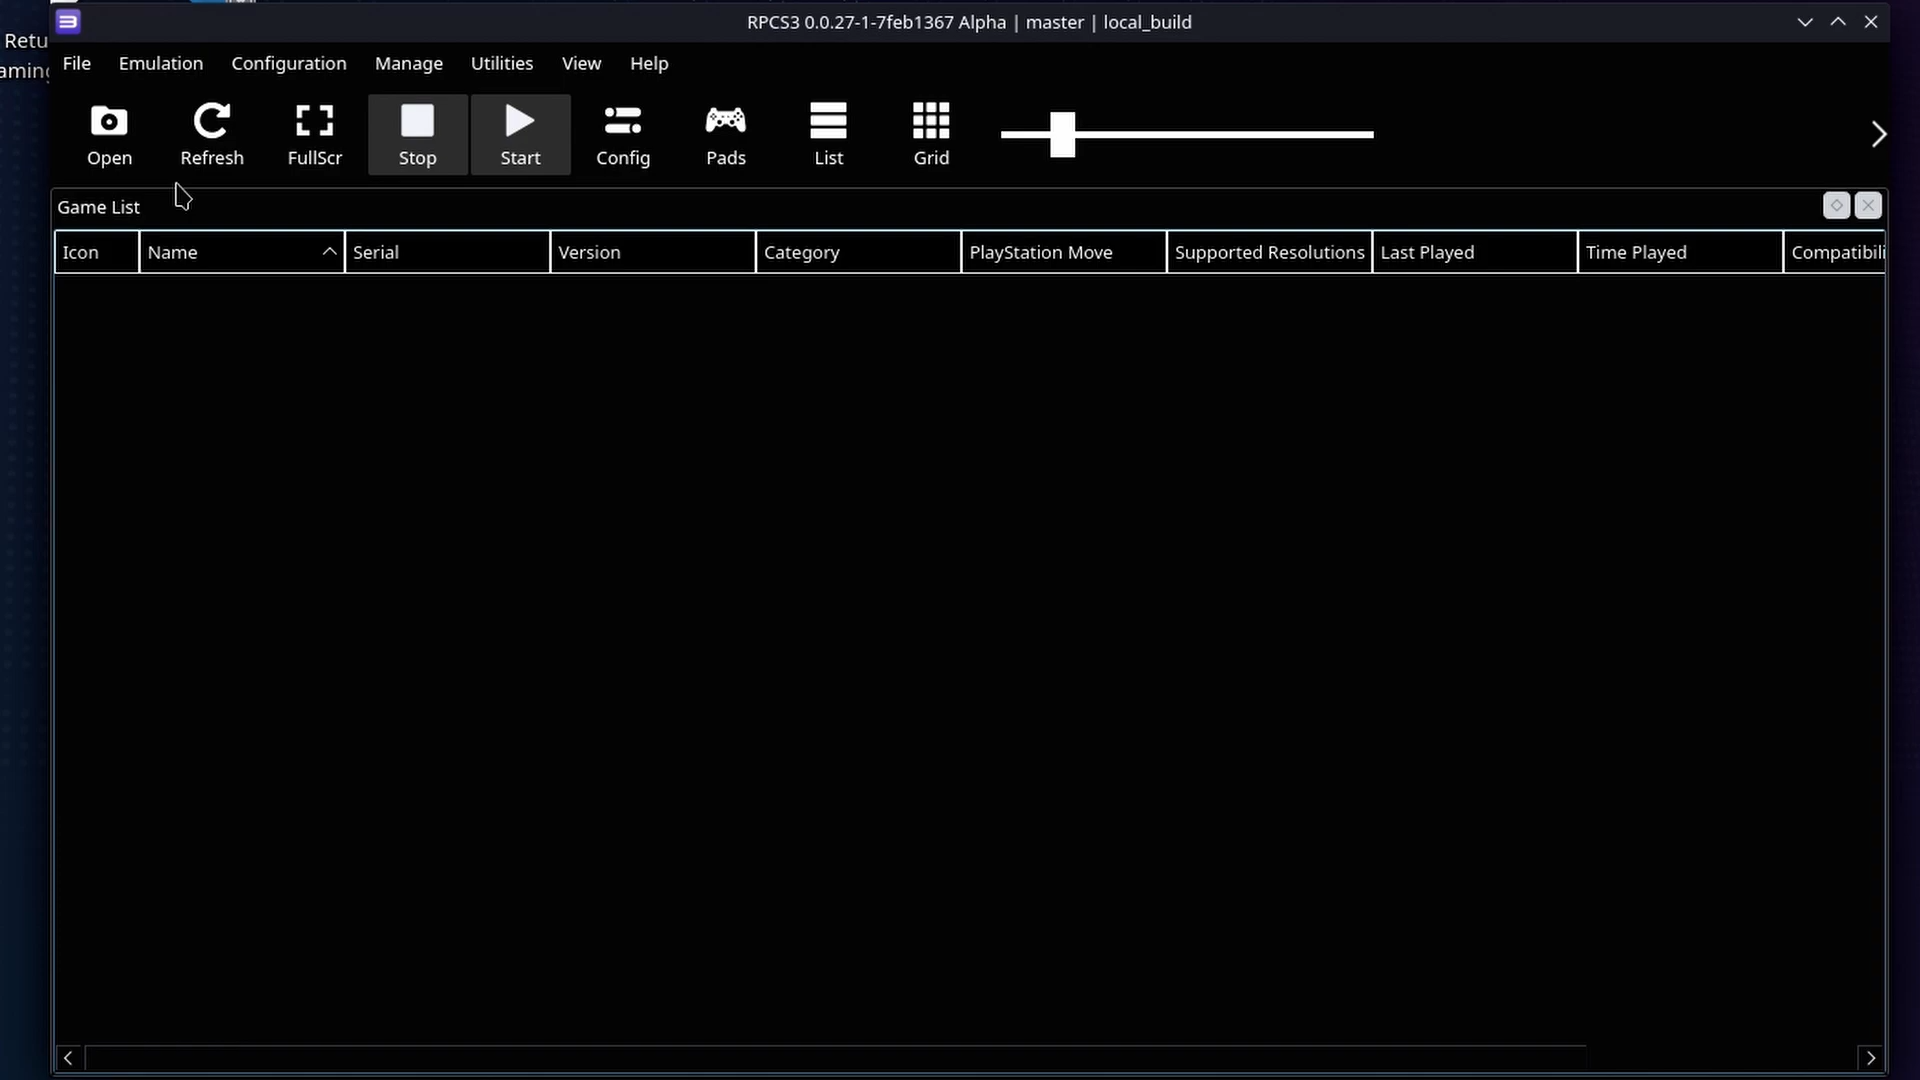 RPCS3 0.0.27-1-7feb1367 Alpha | master | local_build
Retu
aming
File Emulation Configuration Manage Utilities View Help
Open Refresh FullScr Stop Start Config Pads List Grid
Game List
Icon Name Serial Version Category PlayStation Move Supported Resolutions Last Played Time Played Compatibili